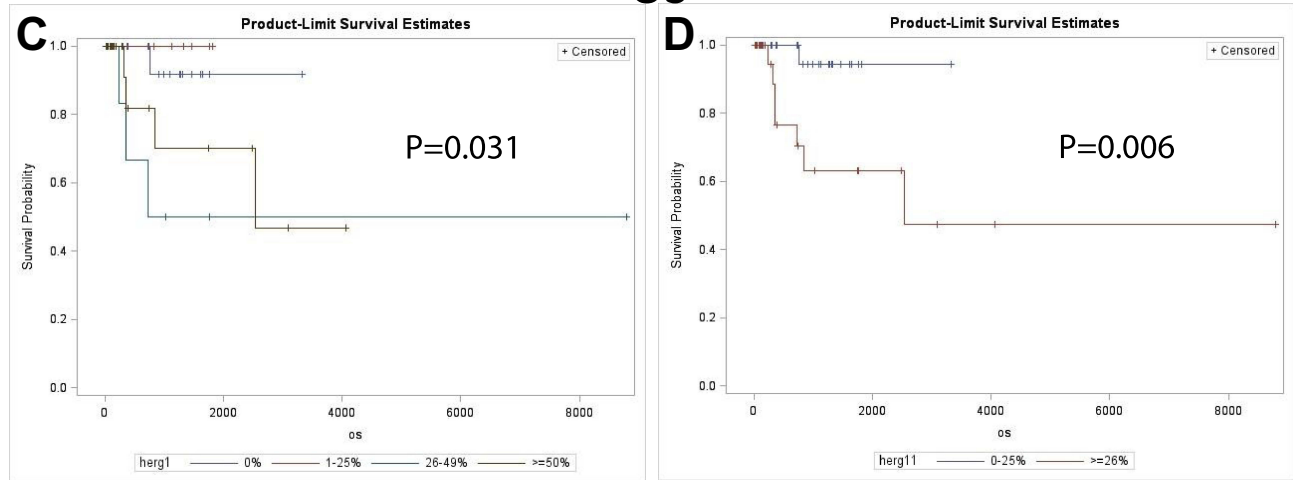 C
Product-Limit Survival Estimates
+ Censored
P=0.031
Survival Probability
1.0
0.8
0.6
0.4
0.2
0.0
0 2000 4000 6000 8000
os
herg1 0% 1-25% 26-49% >=50%
D
Product-Limit Survival Estimates
+ Censored
P=0.006
Survival Probability
1.0
0.8
0.6
0.4
0.2
0.0
0 2000 4000 6000 8000
os
herg11 0-25% >=26%